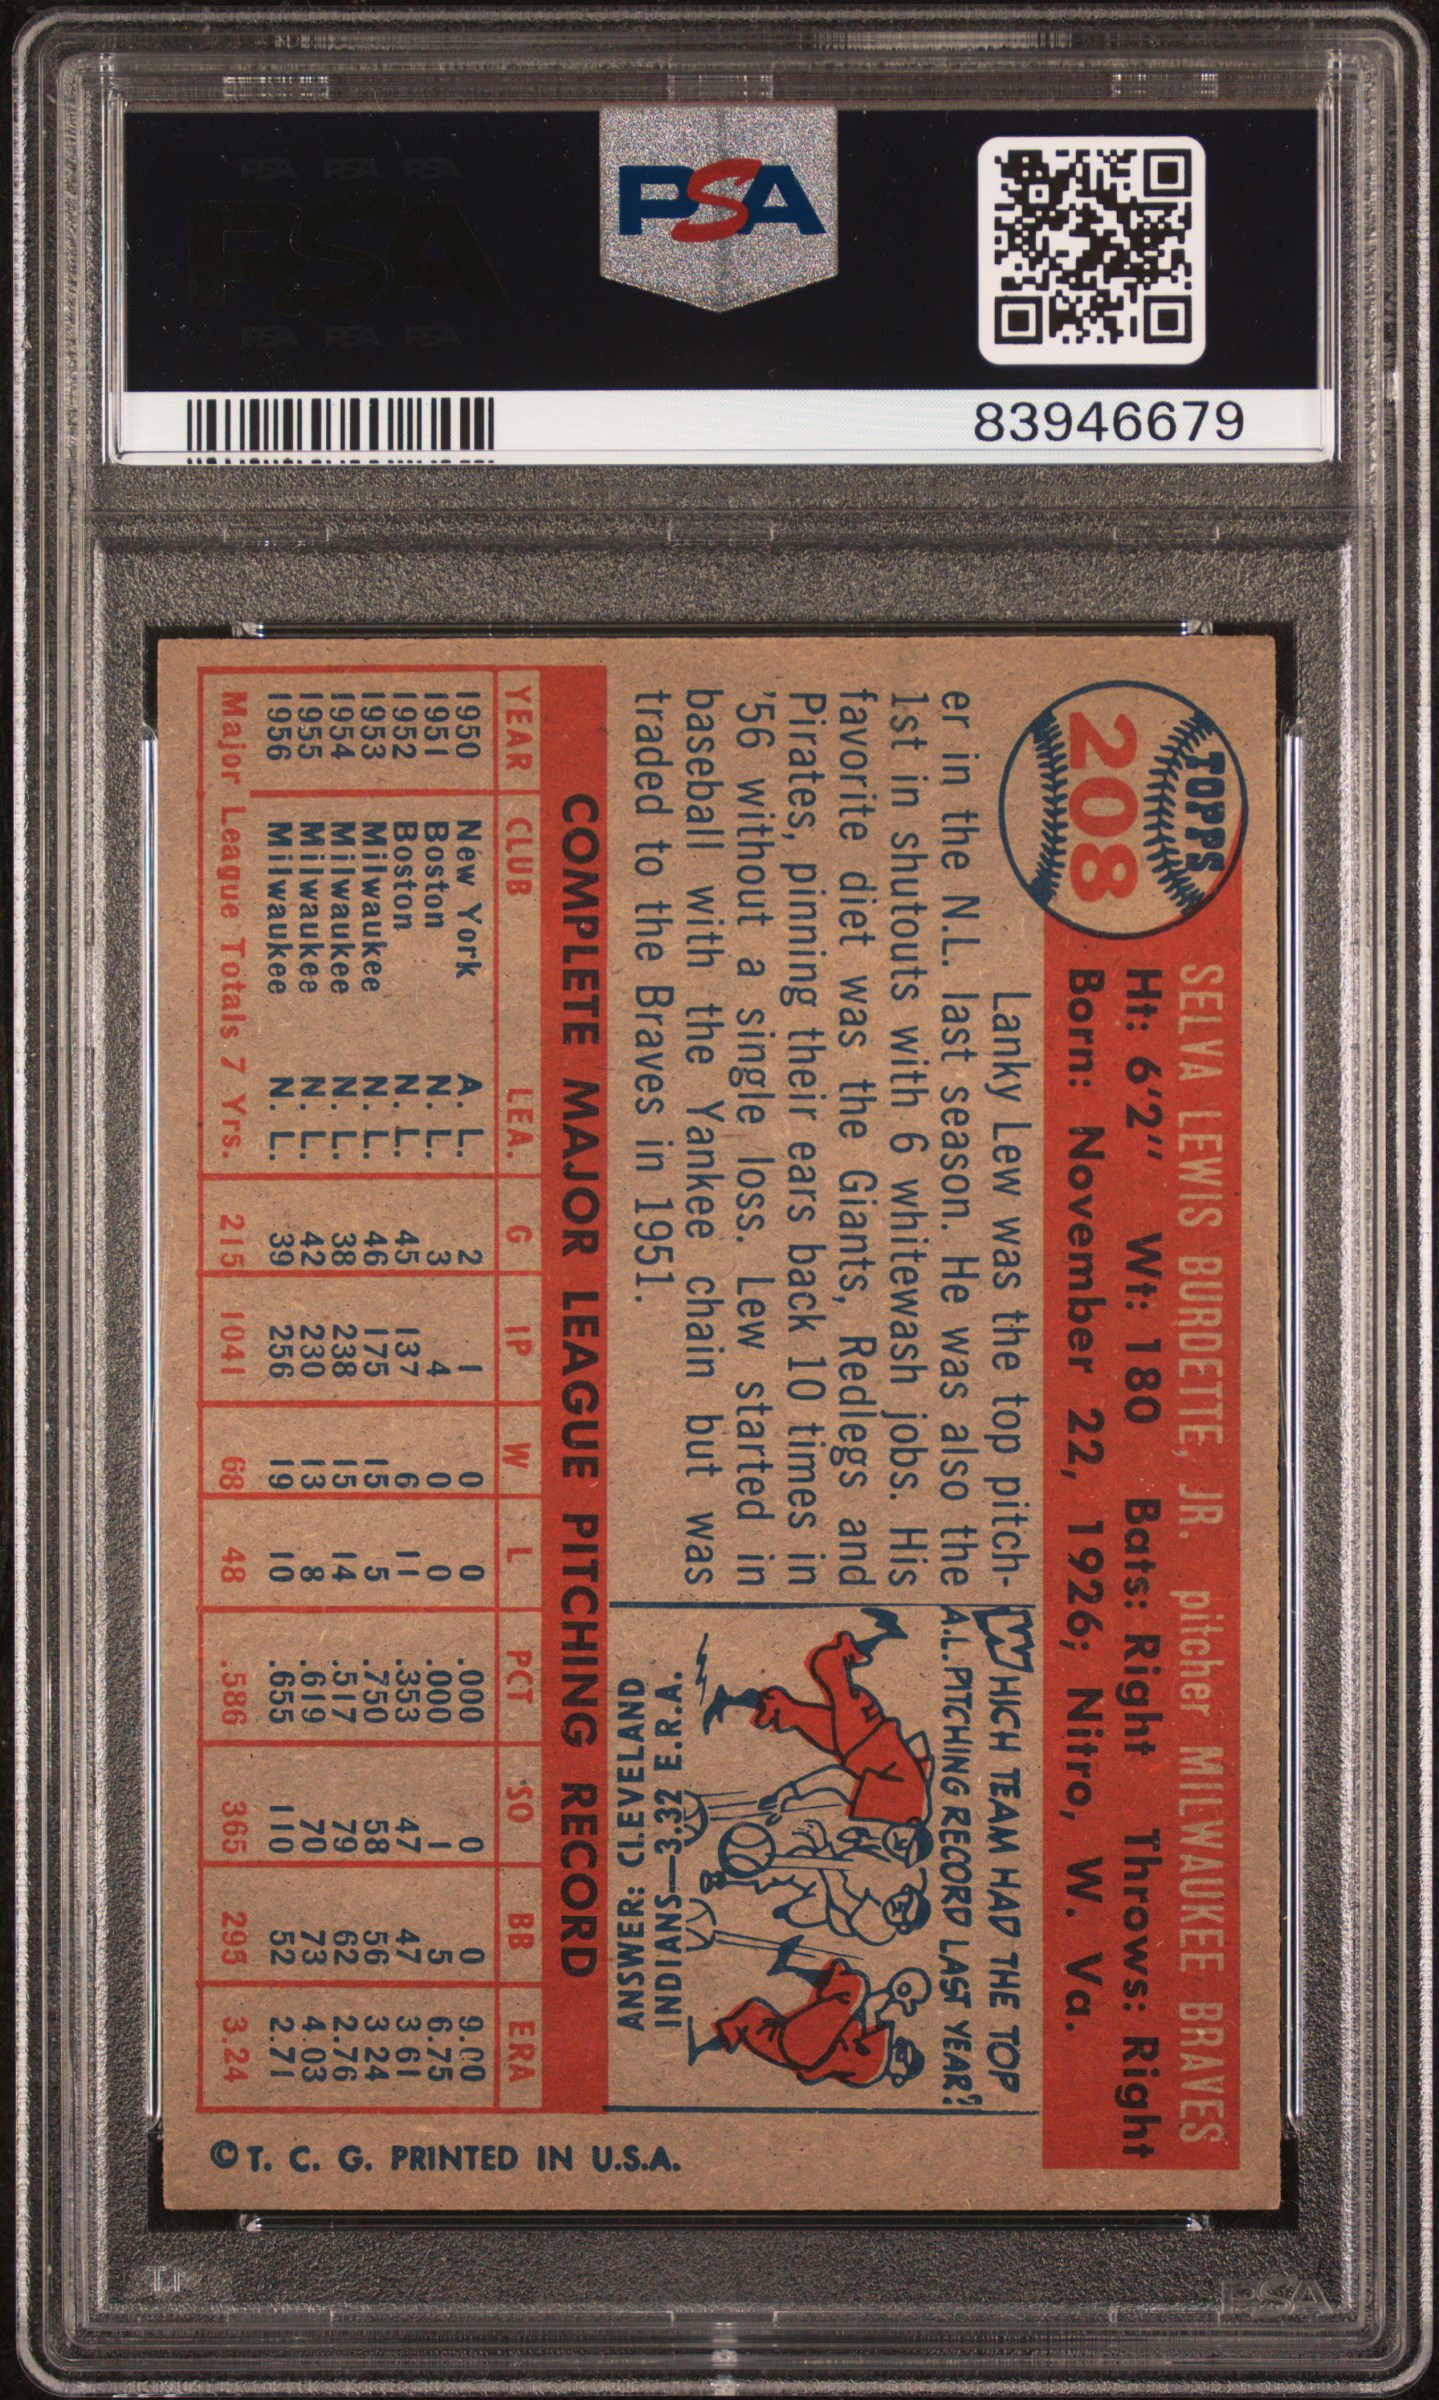 PSA
PSA PSA PSA
PSA
PSA PSA PSA
83946679
TOPPS
208
SELVA LEWIS BURDETTE, JR. pitcher MILWAUKEE BRAVES
Ht: 6'2" Wt: 180 Bats: Right Throws: Right
Born: November 22, 1926; Nitro, W. Va.
Lanky Lew was the top pitch-
er in the N.L. last season. He was also the
1st in shutouts with 6 whitewash jobs. His
favorite diet was the Giants, Redlegs and
Pirates, pinning their ears back 10 times in
'56 without a single loss. Lew started in
baseball with the Yankee chain but was
traded to the Braves in 1951.
WHICH TEAM HAD THE TOP
A.L. PITCHING RECORD LAST YEAR?
ANSWER: CLEVELAND
INDIANS—3.32 E.R.A.
COMPLETE MAJOR LEAGUE PITCHING RECORD
YEAR CLUB LEA. G IP W L PCT SO BB ERA
1950 New York A. L. 2 1 0 0 .000 0 0 9.00
1951 Boston N. L. 3 4 0 0 .000 1 5 6.75
1952 Boston N. L. 45 137 6 11 .353 47 47 3.61
1953 Milwaukee N. L. 46 175 15 5 .750 58 56 3.24
1954 Milwaukee N. L. 38 238 15 14 .517 79 62 2.76
1955 Milwaukee N. L. 42 230 13 8 .619 70 73 4.03
1956 Milwaukee N. L. 39 256 19 10 .655 110 52 2.71
Major League Totals 7 Yrs. 215 1041 68 48 .586 365 295 3.24
© T. C. G. PRINTED IN U.S.A.
PSA